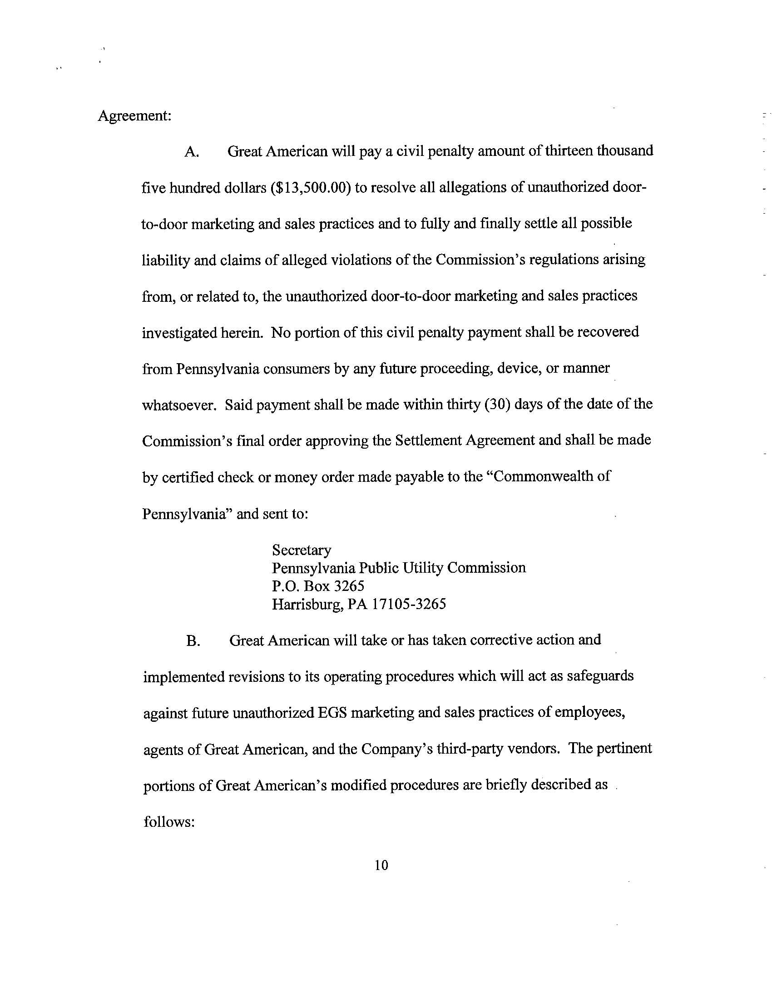 Agreement:
A. Great American will pay a civil penalty amount of thirteen thousand
five hundred dollars ($13,500.00) to resolve all allegations of unauthorized door-
to-door marketing and sales practices and to fully and finally settle all possible
liability and claims of alleged violations of the Commission's regulations arising
from, or related to, the unauthorized door-to-door marketing and sales practices
investigated herein. No portion of this civil penalty payment shall be recovered
from Pennsylvania consumers by any future proceeding, device, or manner
whatsoever. Said payment shall be made within thirty (30) days of the date of the
Commission's final order approving the Settlement Agreement and shall be made
by certified check or money order made payable to the “Commonwealth of
Pennsylvania” and sent to:
Secretary
Pennsylvania Public Utility Commission
P.O. Box 3265
Harrisburg, PA 17105-3265
B. Great American will take or has taken corrective action and
implemented revisions to its operating procedures which will act as safeguards
against future unauthorized EGS marketing and sales practices of employees,
agents of Great American, and the Company's third-party vendors. The pertinent
portions of Great American's modified procedures are briefly described as
follows:
10